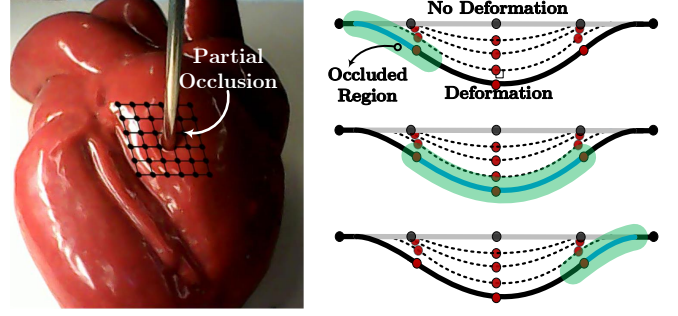 Partial
Occlusion
No Deformation
Occluded
Region
Deformation